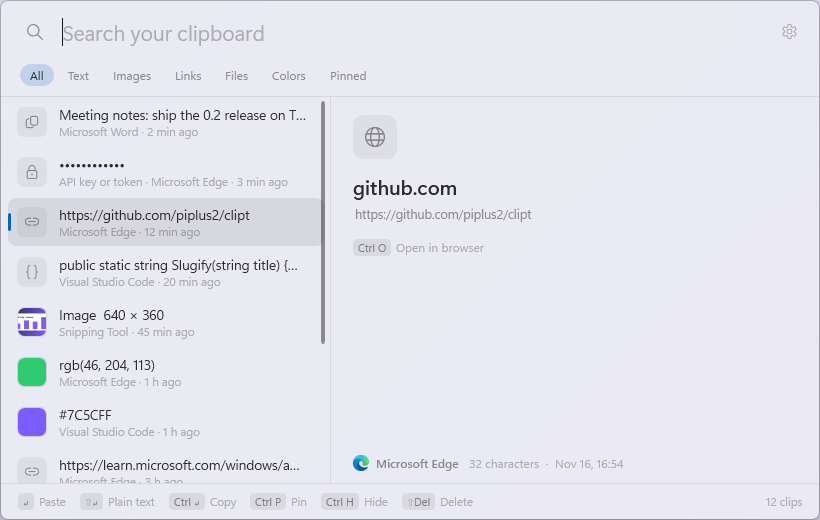 Search your clipboard
All Text Images Links Files Colors Pinned
Meeting notes: ship the 0.2 release on T...
Microsoft Word · 2 min ago
••••••••••••
API key or token · Microsoft Edge · 3 min ago
https://github.com/piplus2/clipt
Microsoft Edge · 12 min ago
public static string Slugify(string title) {...
Visual Studio Code · 20 min ago
Image 640 × 360
Snipping Tool · 45 min ago
rgb(46, 204, 113)
Microsoft Edge · 1 h ago
#7C5CFF
Visual Studio Code · 1 h ago
https://learn.microsoft.com/windows/a...
Microsoft Edge · 3 h ago
github.com
https://github.com/piplus2/clipt
Ctrl O Open in browser
Microsoft Edge 32 characters · Nov 16, 16:54
↲ Paste ⇧↲ Plain text Ctrl ↲ Copy Ctrl P Pin Ctrl H Hide ⇧Del Delete 12 clips